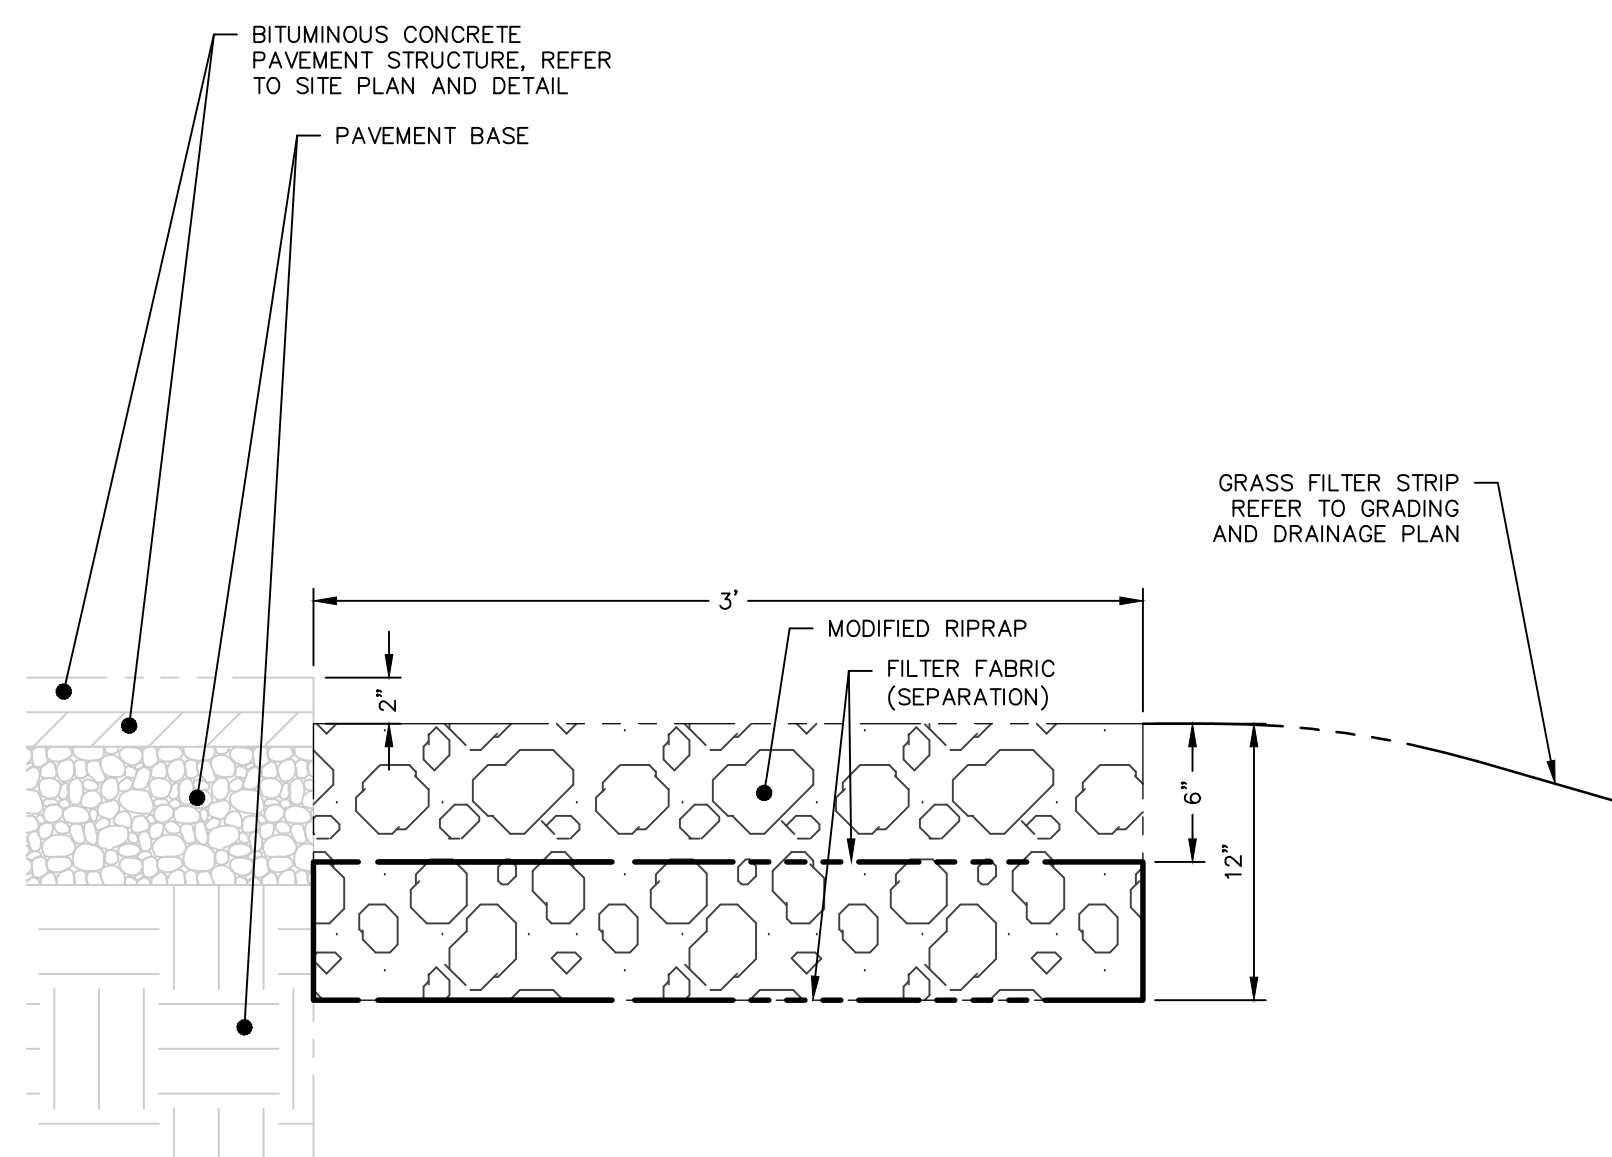 BITUMINOUS CONCRETE
PAVEMENT STRUCTURE, REFER
TO SITE PLAN AND DETAIL
PAVEMENT BASE
GRASS FILTER STRIP
REFER TO GRADING
AND DRAINAGE PLAN
3'
MODIFIED RIPRAP
FILTER FABRIC
(SEPARATION)
2"
6"
12"